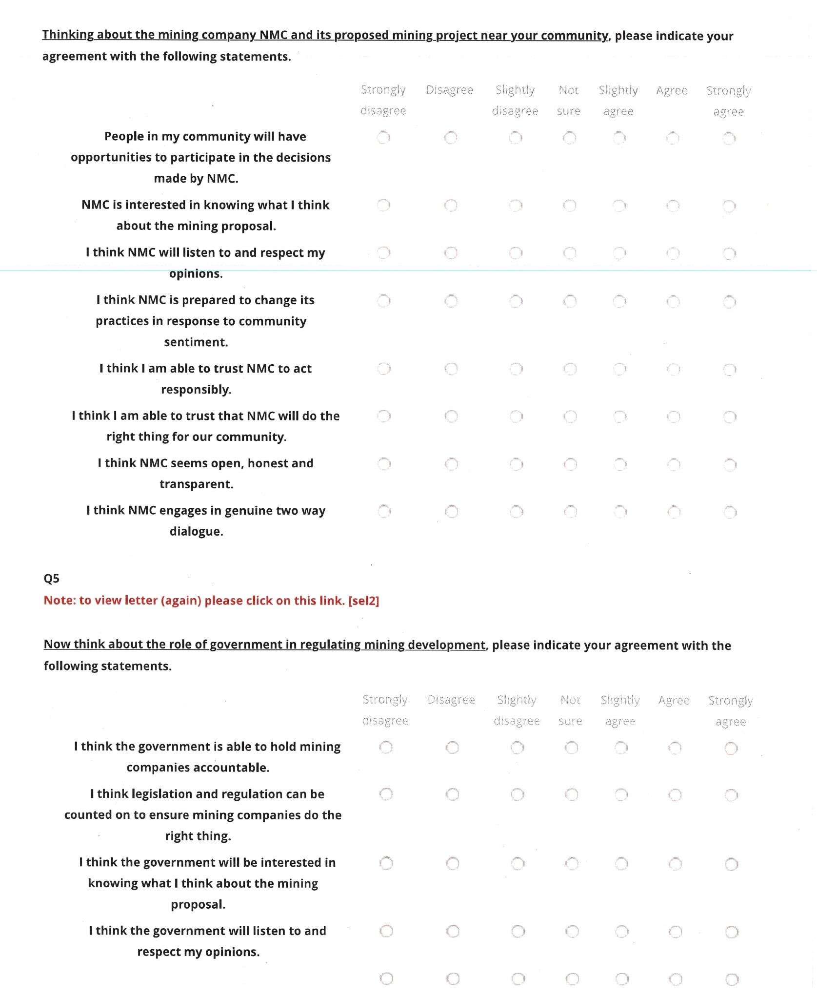 Thinking about the mining company NMC and its proposed mining project near your community, please indicate your
agreement with the following statements.
Strongly Disagree Slightly Not Slightly Agree Strongly
disagree disagree sure agree agree
People in my community will have
opportunities to participate in the decisions
made by NMC.
NMC is interested in knowing what I think
about the mining proposal.
I think NMC will listen to and respect my
opinions.
I think NMC is prepared to change its
practices in response to community
sentiment.
I think I am able to trust NMC to act
responsibly.
I think I am able to trust that NMC will do the
right thing for our community.
I think NMC seems open, honest and
transparent.
I think NMC engages in genuine two way
dialogue.
Q5
Note: to view letter (again) please click on this link. [sel2]
Now think about the role of government in regulating mining development, please indicate your agreement with the
following statements.
Strongly Disagree Slightly Not Slightly Agree Strongly
disagree disagree sure agree agree
I think the government is able to hold mining
companies accountable.
I think legislation and regulation can be
counted on to ensure mining companies do the
right thing.
I think the government will be interested in
knowing what I think about the mining
proposal.
I think the government will listen to and
respect my opinions.